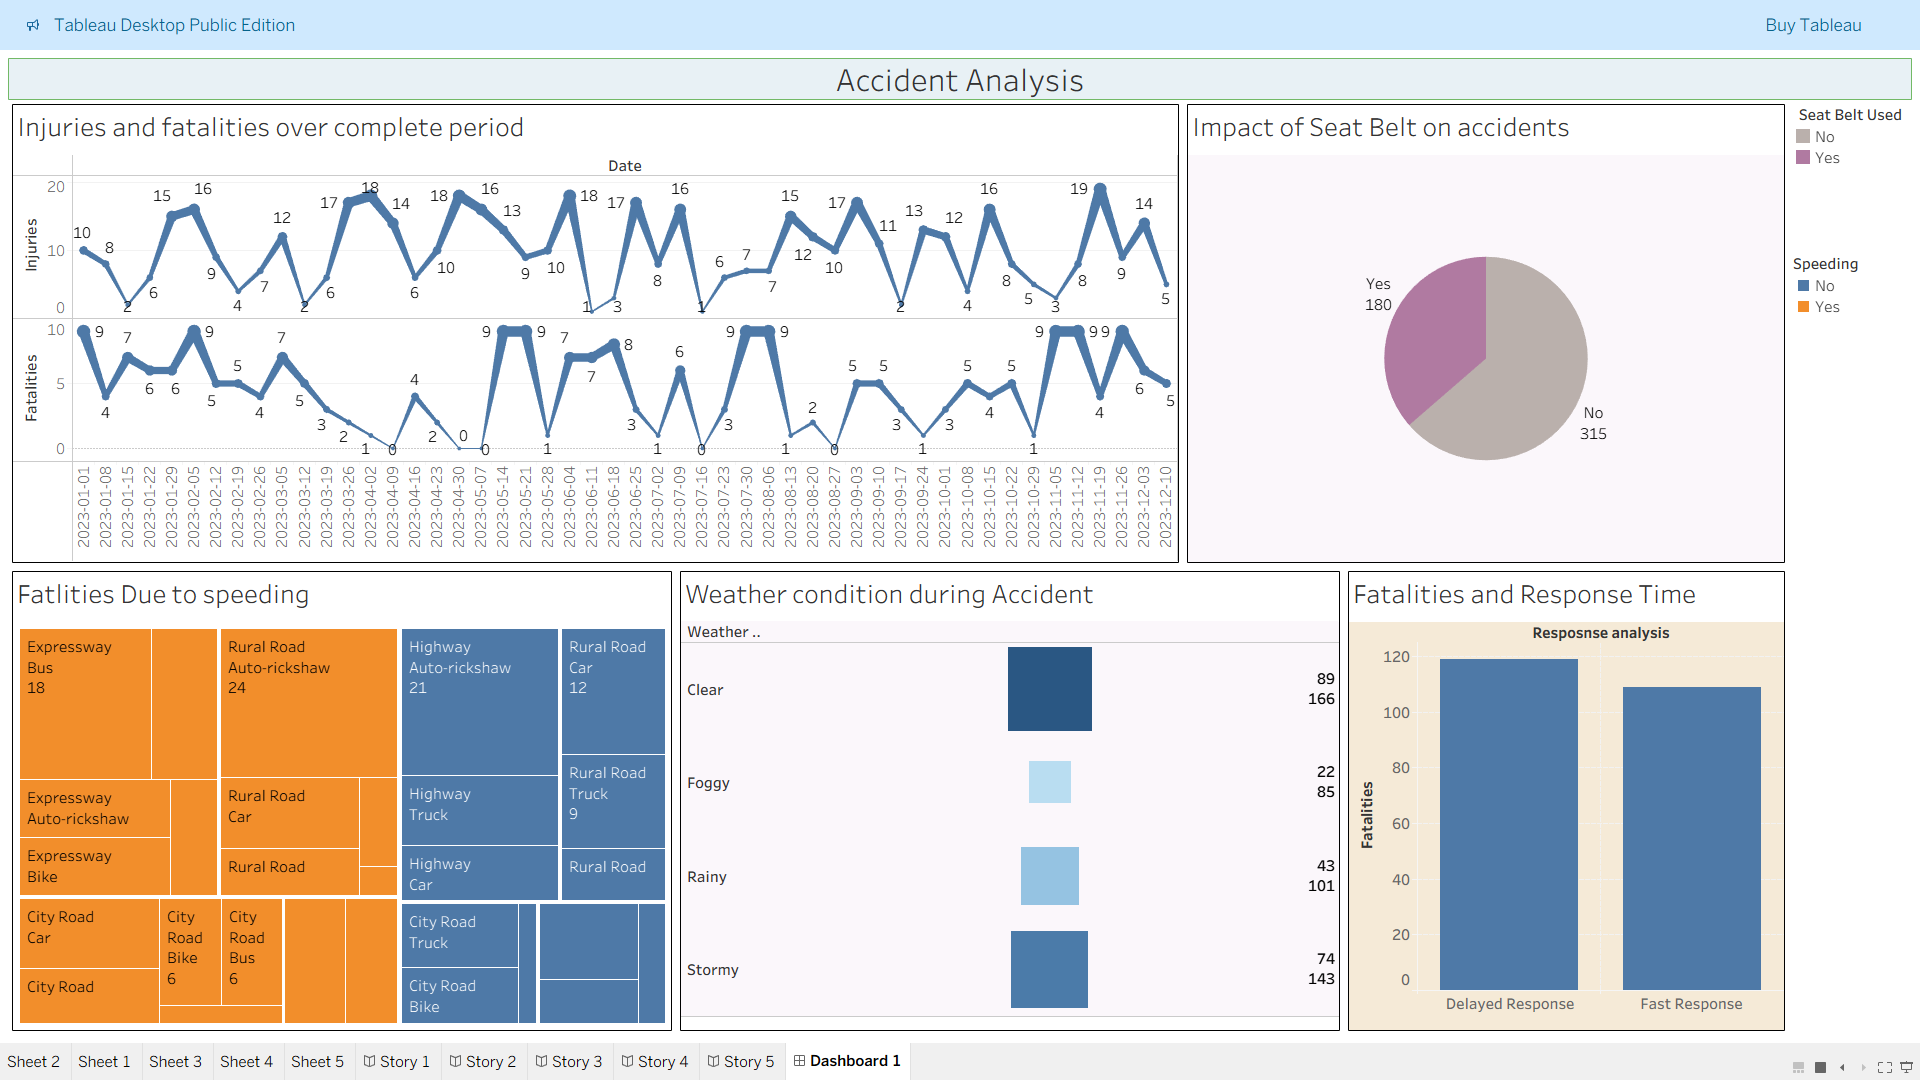 Tableau Desktop Public Edition
Buy Tableau
Accident Analysis
Injuries and fatalities over complete period
Date
Injuries
20
10
0
10 8 2 6 15 16 9 4 7 12 2 6 17 18 14 6 10 18 16 13 9 10 18 1 3 17 8 16 1 6 7 7 15 12 10 17 11 2 13 12 4 16 8 5 3 8 19 9 14 5
Fatalities
10
5
0
9 4 7 6 6 9 5 5 4 7 5 3 2 1 0 4 2 0 0 9 9 1 7 7 8 3 1 6 0 3 9 9 1 2 0 5 5 3 1 3 5 4 5 1 9 9 4 9 6 5
2023-01-01
2023-01-08
2023-01-15
2023-01-22
2023-01-29
2023-02-05
2023-02-12
2023-02-19
2023-02-26
2023-03-05
2023-03-12
2023-03-19
2023-03-26
2023-04-02
2023-04-09
2023-04-16
2023-04-23
2023-04-30
2023-05-07
2023-05-14
2023-05-21
2023-05-28
2023-06-04
2023-06-11
2023-06-18
2023-06-25
2023-07-02
2023-07-09
2023-07-16
2023-07-23
2023-07-30
2023-08-06
2023-08-13
2023-08-20
2023-08-27
2023-09-03
2023-09-10
2023-09-17
2023-09-24
2023-10-01
2023-10-08
2023-10-15
2023-10-22
2023-10-29
2023-11-05
2023-11-12
2023-11-19
2023-11-26
2023-12-03
2023-12-10
Impact of Seat Belt on accidents
Yes
180
No
315
Seat Belt Used
No
Yes
Speeding
No
Yes
Fatlities Due to speeding
Expressway
Bus
18
Expressway
Auto-rickshaw
Expressway
Bike
Rural Road
Auto-rickshaw
24
Rural Road
Car
Rural Road
City Road
Car
City Road
City
Road
Bike
6
City
Road
Bus
6
Highway
Auto-rickshaw
21
Highway
Truck
Highway
Car
Rural Road
Car
12
Rural Road
Truck
9
Rural Road
City Road
Truck
City Road
Bike
Weather condition during Accident
Weather ..
Clear
89
166
Foggy
22
85
Rainy
43
101
Stormy
74
143
Fatalities and Response Time
Resposnse analysis
Fatalities
120
100
80
60
40
20
0
Delayed Response
Fast Response
Sheet 2
Sheet 1
Sheet 3
Sheet 4
Sheet 5
Story 1
Story 2
Story 3
Story 4
Story 5
Dashboard 1